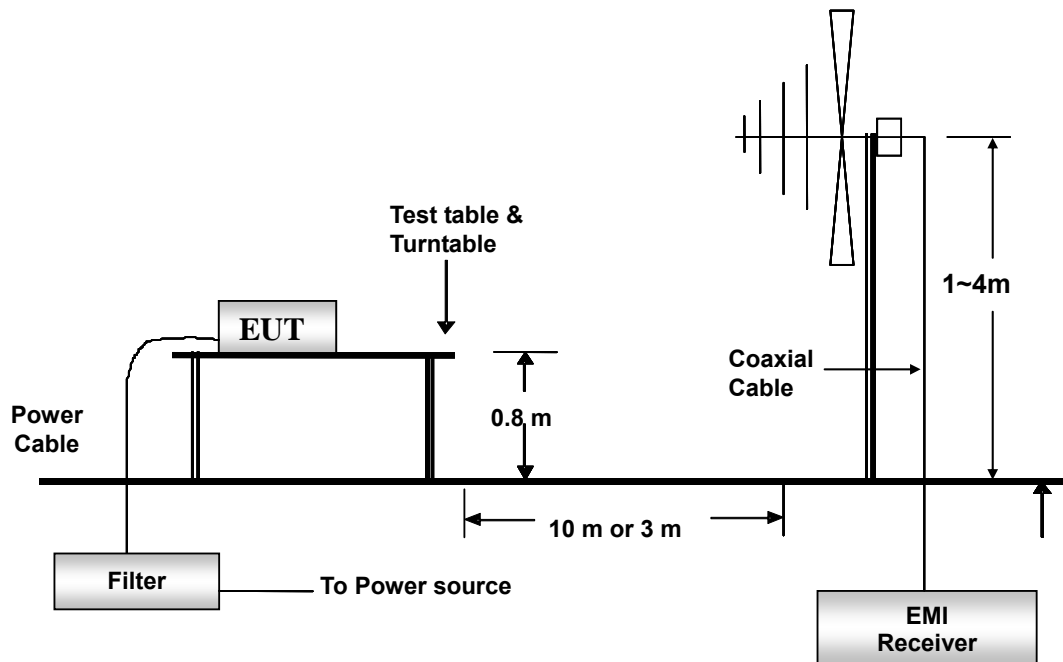 Test table &
Turntable
EUT
1~4m
Coaxial
Cable
0.8 m
Power
Cable
10 m or 3 m
Filter
To Power source
EMI
Receiver